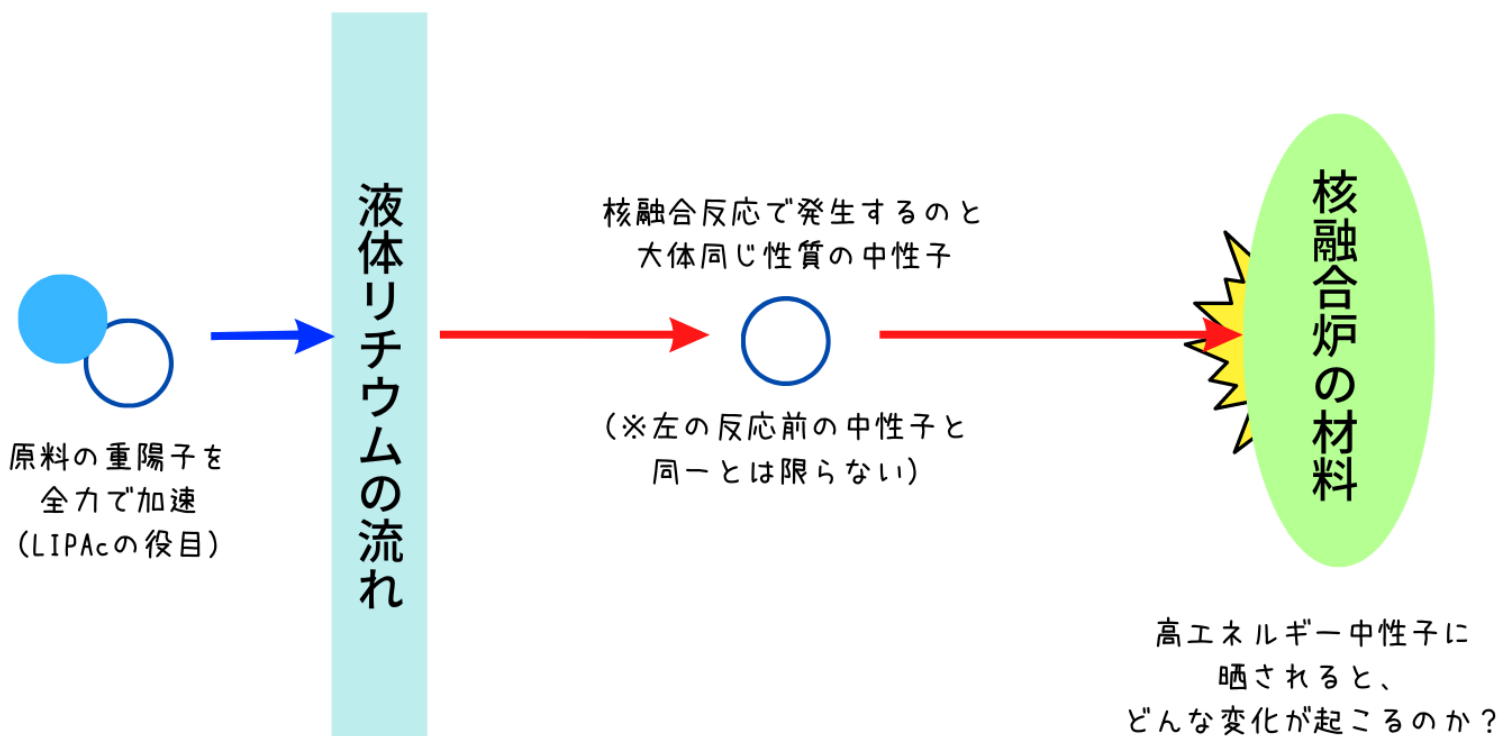 原料の重陽子を
全力で加速
(LIPAcの役目)
液体リチウムの流れ
核融合反応で発生するのと
大体同じ性質の中性子
(※左の反応前の中性子と
同一とは限らない)
核融合炉の材料
高エネルギー中性子に
晒されると、
どんな変化が起こるのか?